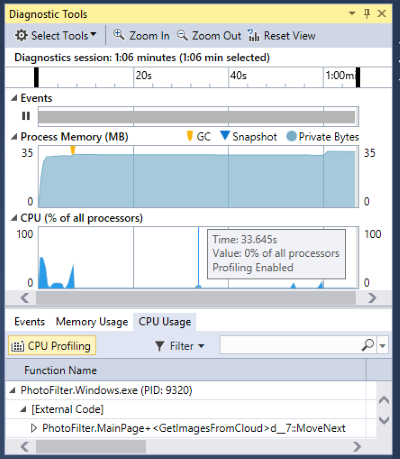 Diagnostic Tools
Select Tools Zoom In Zoom Out Reset View
Diagnostics session: 1:06 minutes (1:06 min selected)
20s 40s 1:00mi
Events
Process Memory (MB) GC Snapshot Private Bytes
35 35
0 0
CPU (% of all processors)
100 100
Time: 33.645s
Value: 0% of all processors
Profiling Enabled
0 0
Events Memory Usage CPU Usage
CPU Profiling Filter
Function Name
PhotoFilter.Windows.exe (PID: 9320)
[External Code]
PhotoFilter.MainPage+<GetImagesFromCloud>d__7::MoveNext